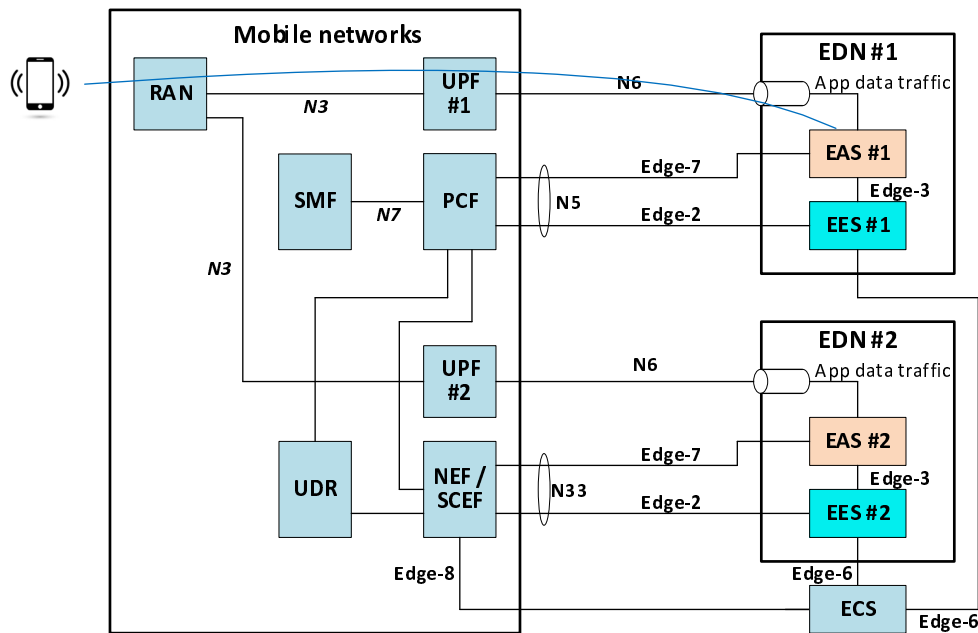 Mobile networks
EDN #1
RAN
N3
UPF
#1
N6
App data traffic
EAS #1
Edge-7
Edge-3
SMF
N7
PCF
N5
Edge-2
EES #1
N3
EDN #2
UPF
#2
N6
App data traffic
EAS #2
Edge-7
Edge-3
UDR
NEF /
SCEF
N33
Edge-2
EES #2
Edge-8
Edge-6
ECS
Edge-6